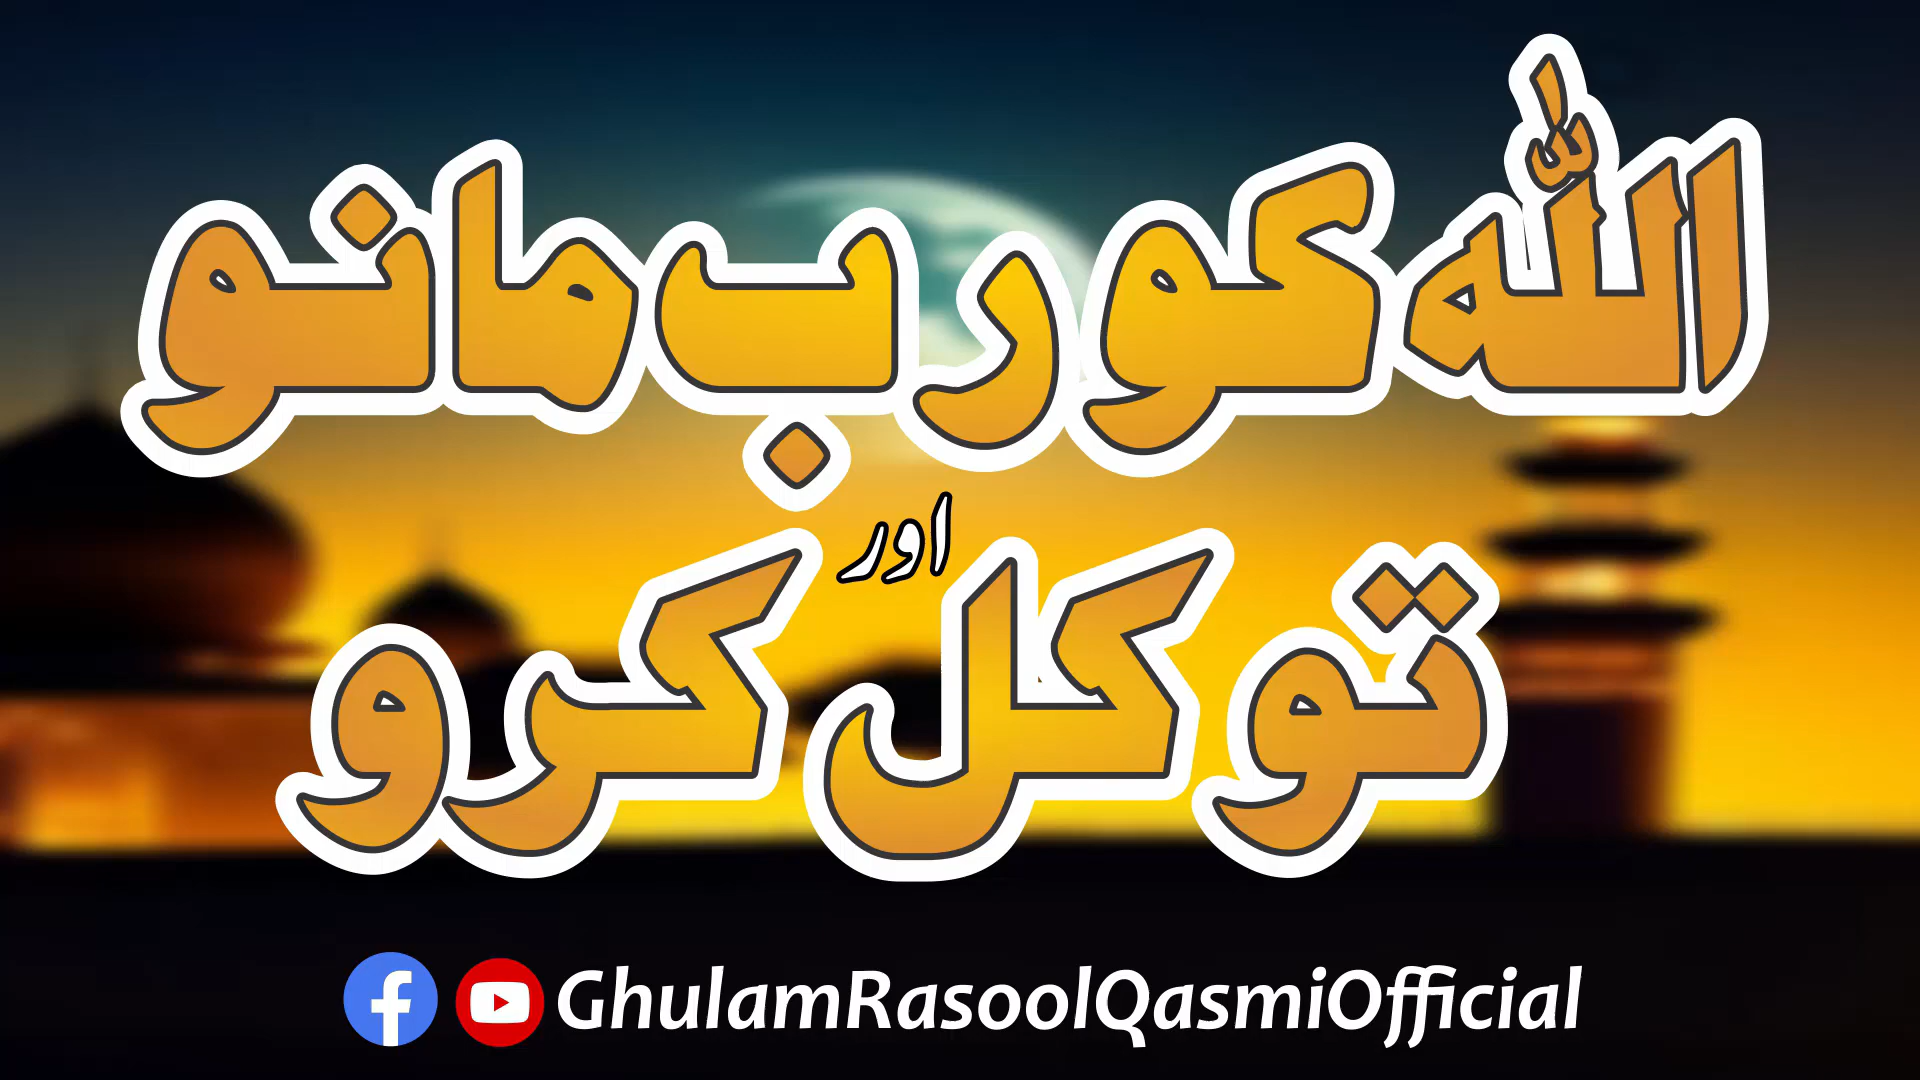 اللہ کو رب مانو
اور
توکل کرو
GhulamRasoolQasmiOfficial